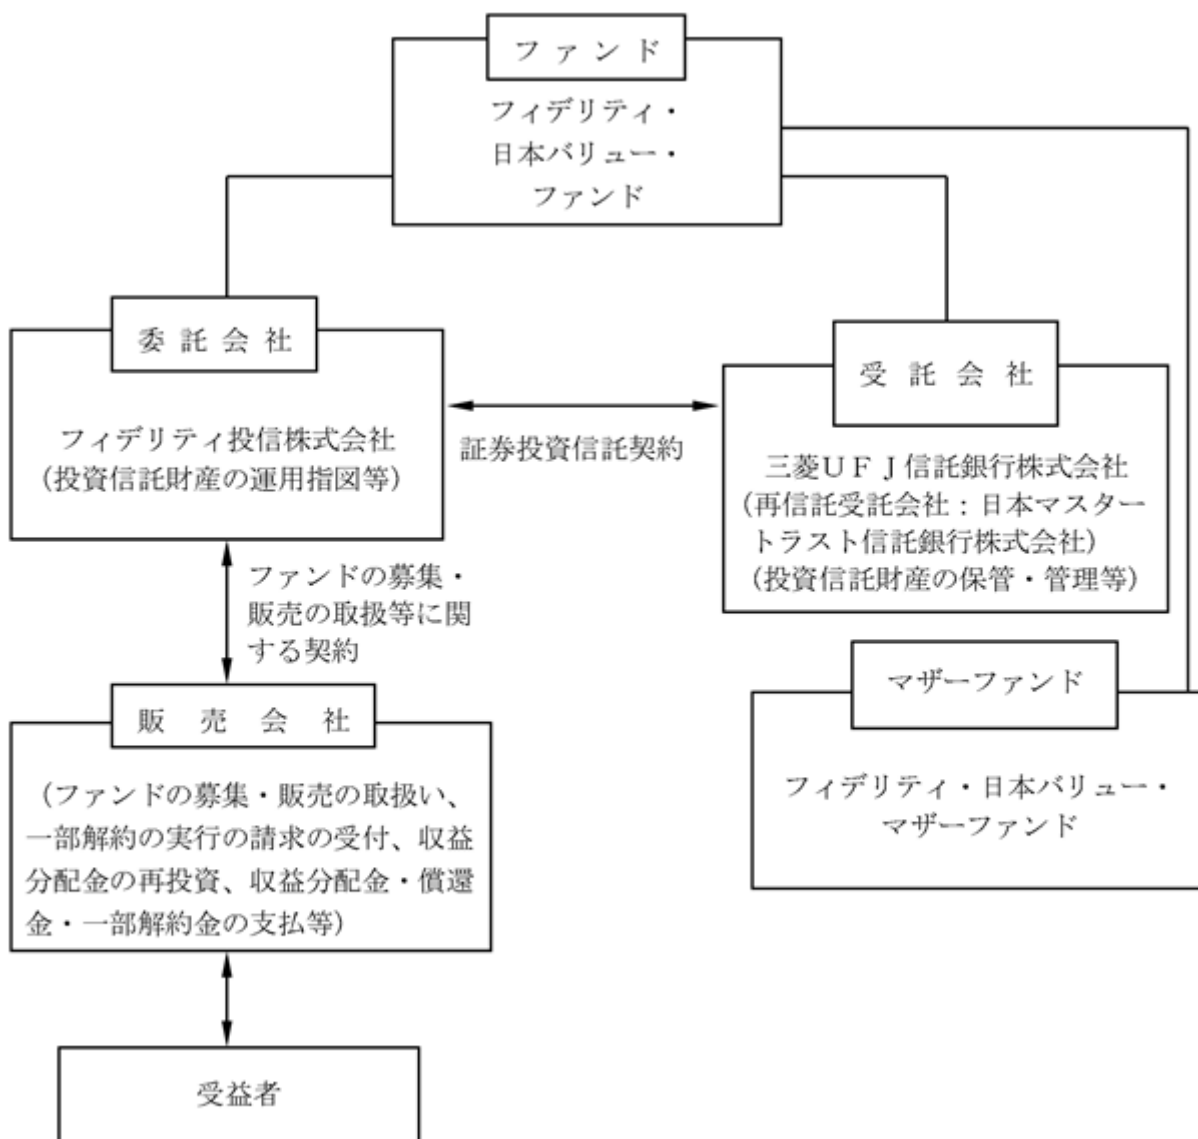 ファンド
フィデリティ・
日本バリュー・
ファンド
委託会社
フィデリティ投信株式会社
（投資信託財産の運用指図等）
証券投資信託契約
受託会社
三菱ＵＦＪ信託銀行株式会社
（再信託受託会社：日本マスター
トラスト信託銀行株式会社）
（投資信託財産の保管・管理等）
ファンドの募集・
販売の取扱等に関
する契約
マザーファンド
フィデリティ・日本バリュー・
マザーファンド
販売会社
（ファンドの募集・販売の取扱い、
一部解約の実行の請求の受付、収益
分配金の再投資、収益分配金・償還
金・一部解約金の支払等）
受益者